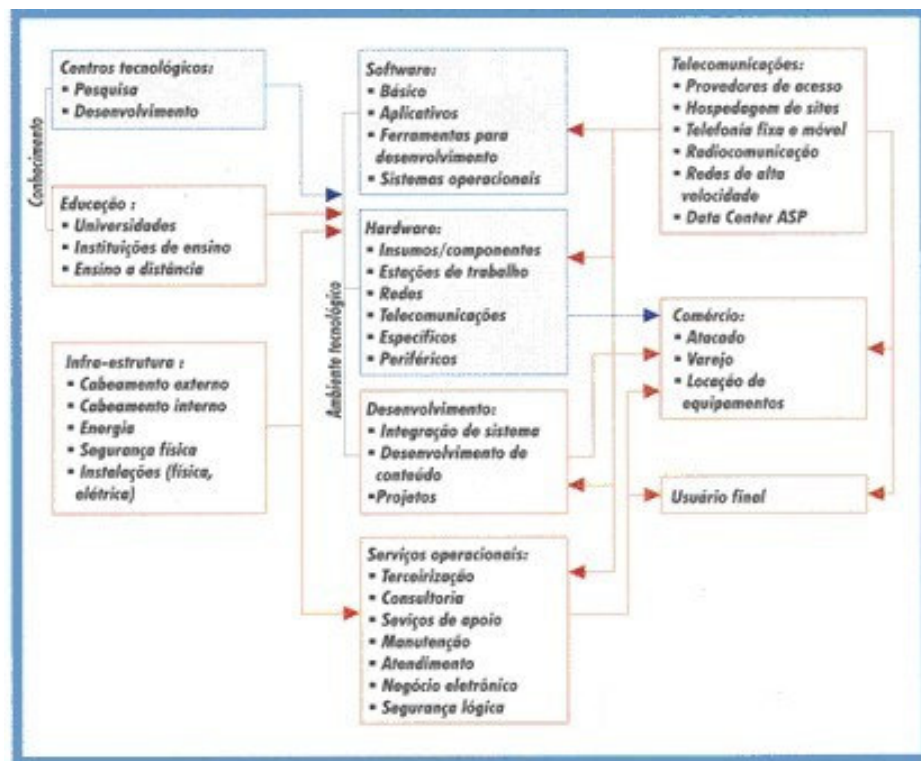 Conhecimento
Centros tecnológicos:
▪ Pesquisa
▪ Desenvolvimento
Educação :
▪ Universidades
▪ Instituições de ensino
▪ Ensino a distância
Infra-estrutura :
▪ Cabeamento externo
▪ Cabeamento interno
▪ Energia
▪ Segurança física
▪ Instalações (física,
elétrica)
Ambiente tecnológico
Software:
▪ Básico
▪ Aplicativos
▪ Ferramentas para
desenvolvimento
▪ Sistemas operacionais
Hardware:
▪ Insumos/componentes
▪ Estações de trabalho
▪ Redes
▪ Telecomunicações
▪ Específicos
▪ Periféricos
Desenvolvimento:
▪ Integração de sistema
▪ Desenvolvimento de
conteúdo
▪Projetos
Serviços operacionais:
▪ Terceirização
▪ Consultoria
▪ Seviços de apoio
▪ Manutenção
▪ Atendimento
▪ Negócio eletrônico
▪ Segurança lógica
Telecomunicações:
▪ Provedores de acesso
▪ Hospedagem de sites
▪ Telefonia fixa e móvel
▪ Radiocomunicação
▪ Redes de alta
velocidade
▪ Data Center ASP
Comércio:
▪ Atacado
▪ Varejo
▪ Locação de
equipamentos
Usuário final